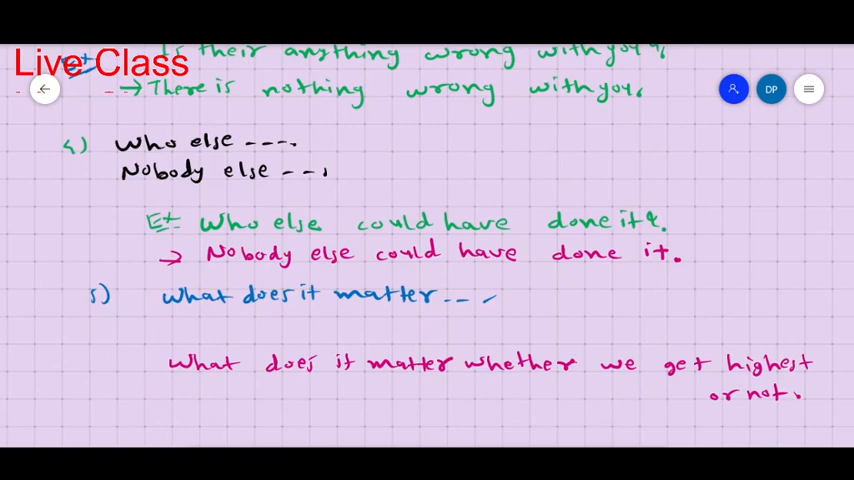 Is their anything wrong with you?
Live Class
Ex
→ There is nothing wrong with you.
DP
4) Who else ----.
Nobody else ---.
Ex: Who else could have done it?.
→ Nobody else could have done it.
5) What does it matter ---
What does it matter whether we get highest
or not.